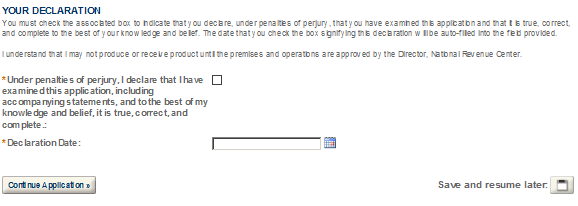 YOUR DECLARATION
You must check the associated box to indicate that you declare, under penalties of perjury, that you have examined this application and that it is true, correct,
and complete to the best of your knowledge and belief. The date that you check the box signifying this declaration will be auto-filled into the field provided.
I understand that I may not produce or receive product until the premises and operations are approved by the Director, National Revenue Center.
* Under penalties of perjury, I declare that I have
examined this application, including
accompanying statements, and to the best of my
knowledge and belief, it is true, correct, and
complete.:
* Declaration Date:
Continue Application »
Save and resume later: